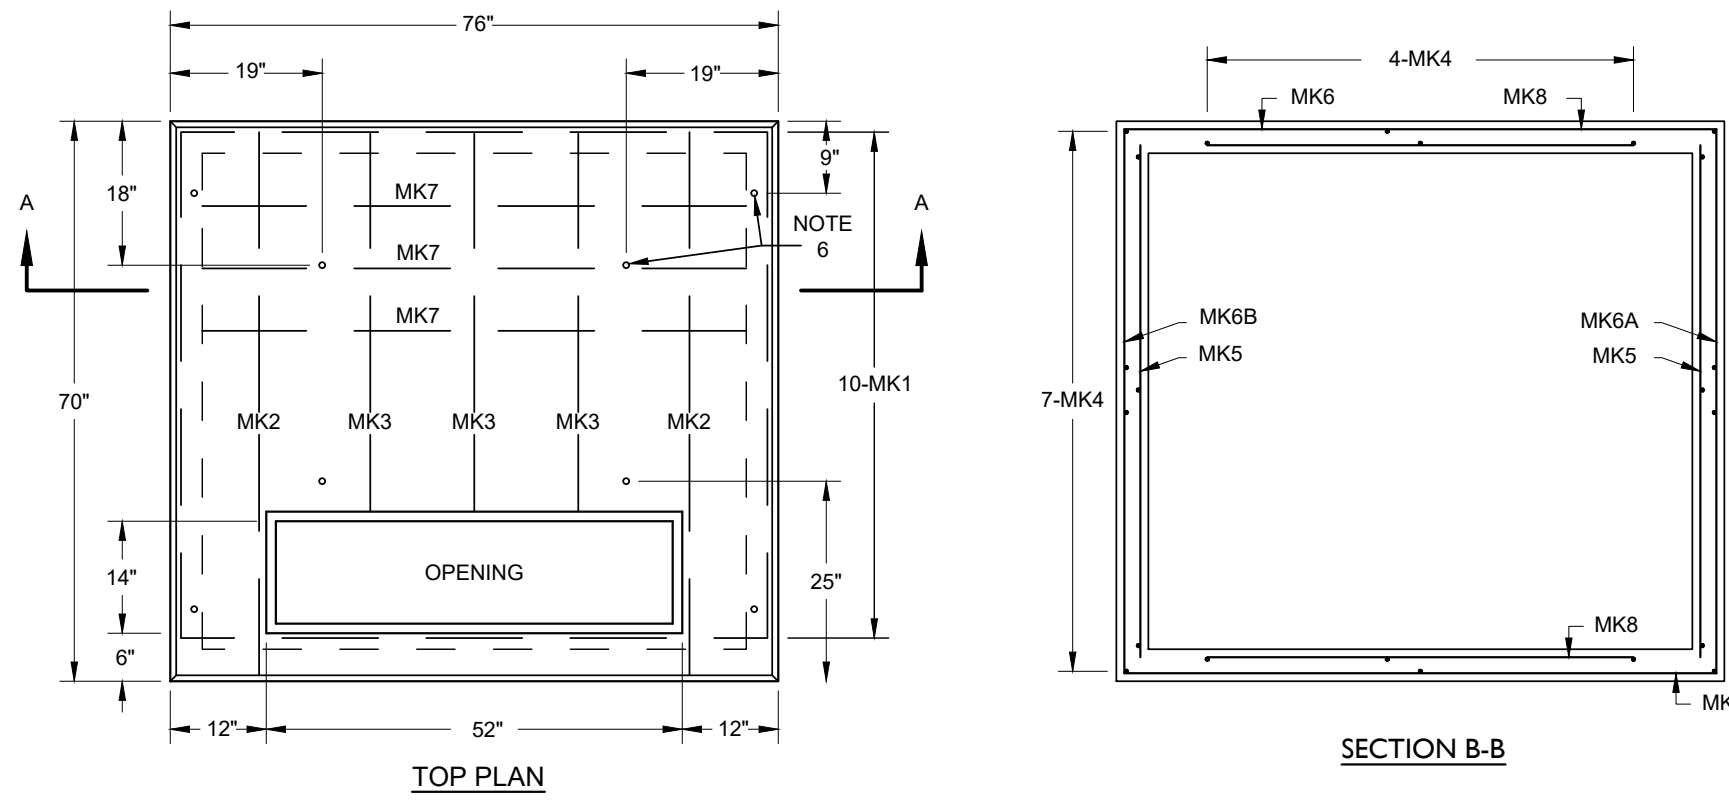 76"
19"
19"
9"
18"
A
A
MK7
NOTE
6
MK7
MK7
70"
10-MK1
MK2
MK3
MK3
MK3
MK2
14"
OPENING
25"
6"
12"
52"
12"
TOP PLAN
4-MK4
MK6
MK8
MK6B
MK6A
MK5
MK5
7-MK4
MK8
MK
SECTION B-B